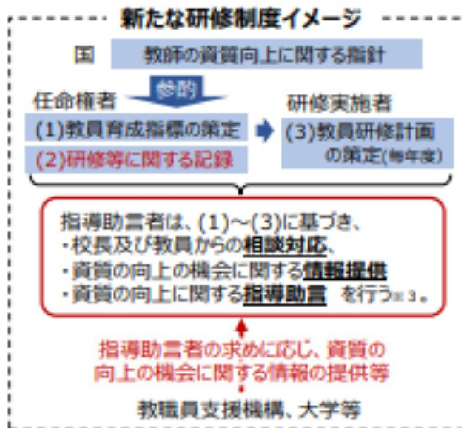 新たな研修制度イメージ
国 教師の資質向上に関する指針
参酌
任命権者
(1)教員育成指標の策定
(2)研修等に関する記録
研修実施者
(3)教員研修計画
の策定(毎年度)
指導助言者は、(1)～(3)に基づき、
・校長及び教員からの相談対応、
・資質の向上の機会に関する情報提供
・資質の向上に関する指導助言 を行う※3。
指導助言者の求めに応じ、資質の
向上の機会に関する情報の提供等
教職員支援機構、大学等